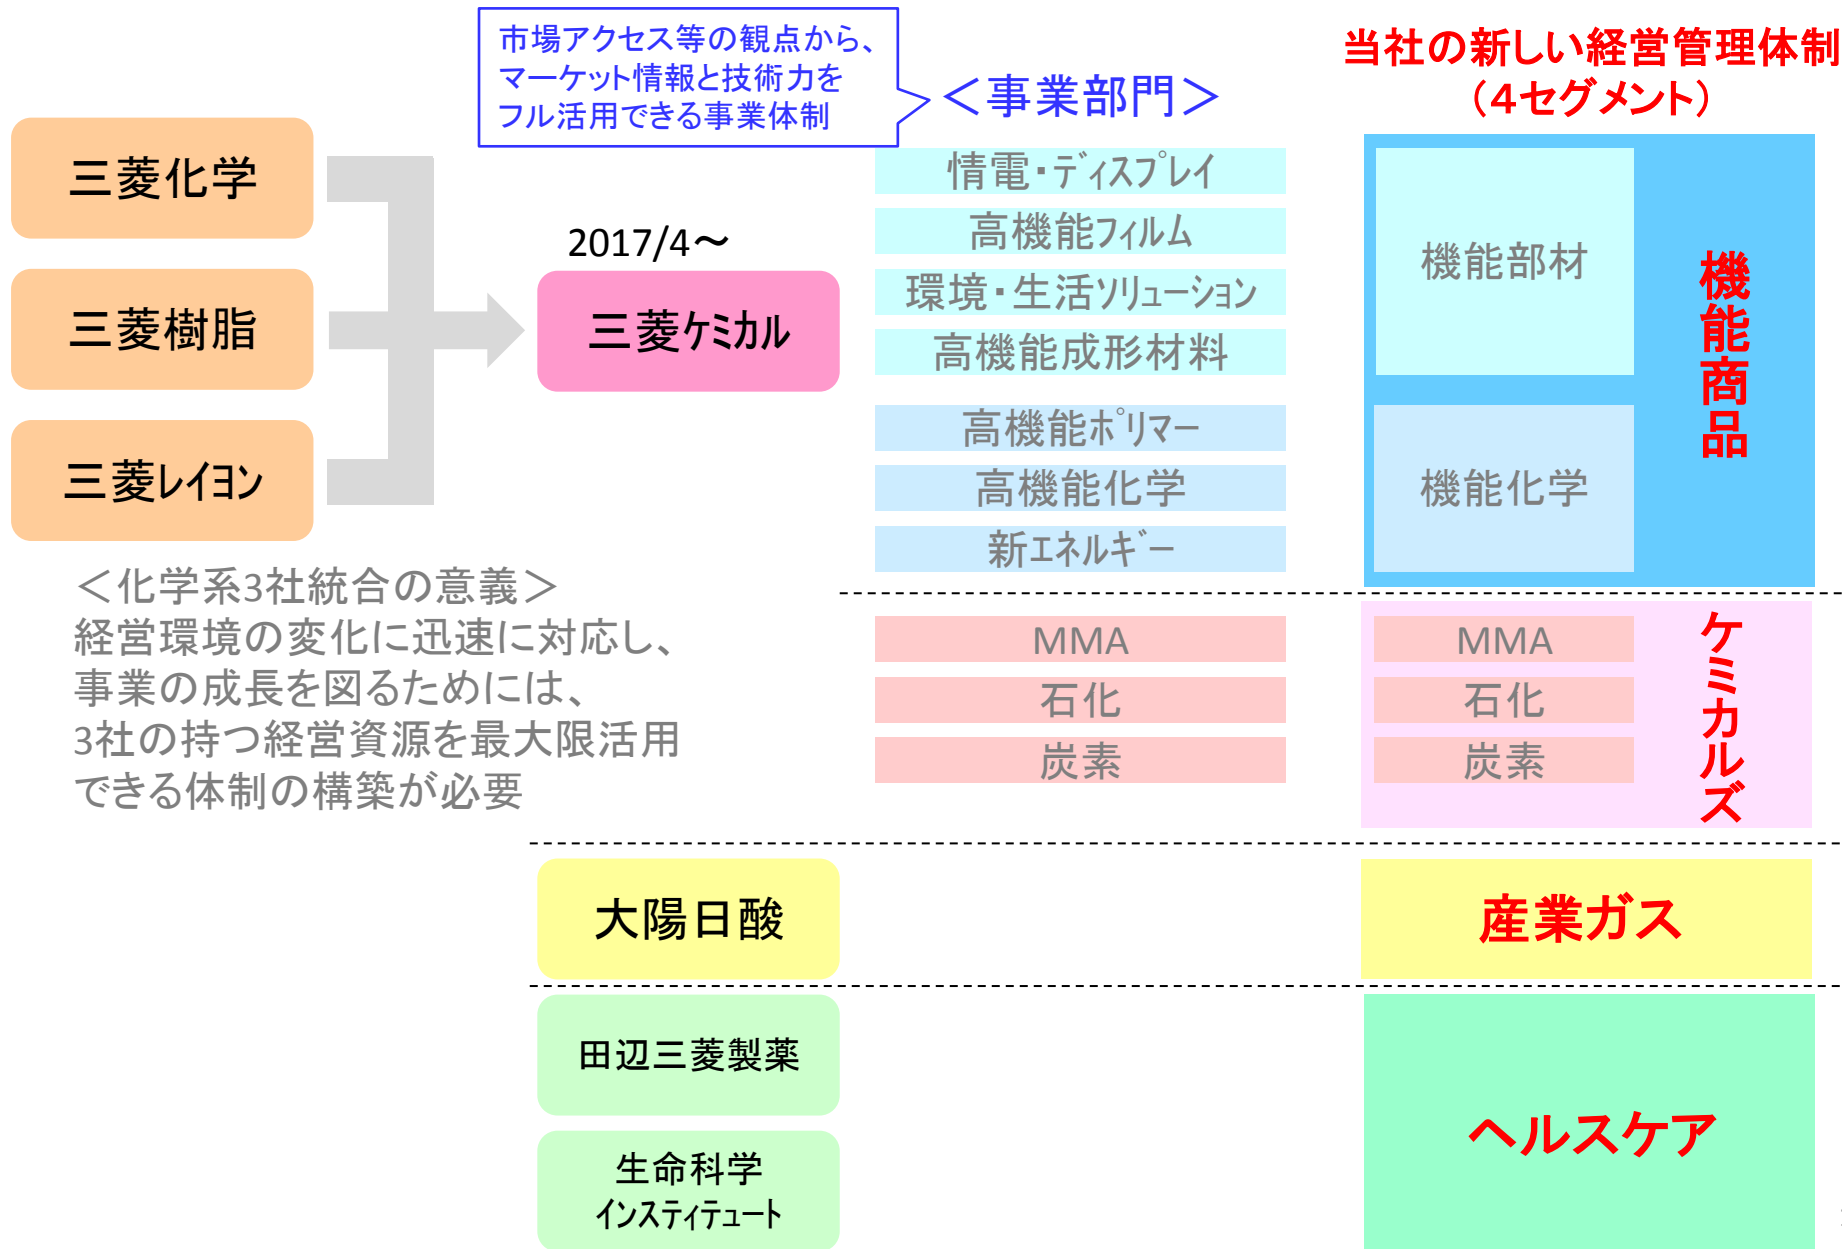 市場アクセス等の観点から、
マーケット情報と技術力を
フル活用できる事業体制
＜事業部門＞
当社の新しい経営管理体制
（４セグメント）
三菱化学
三菱樹脂
三菱レイヨン
2017/4～
三菱ケミカル
情電・ディスプレイ
高機能フィルム
環境・生活ソリューション
高機能成形材料
高機能ポリマー
高機能化学
新エネルギー
機能部材
機能化学
機能商品
＜化学系3社統合の意義＞
経営環境の変化に迅速に対応し、
事業の成長を図るためには、
3社の持つ経営資源を最大限活用
できる体制の構築が必要
MMA
石化
炭素
MMA
石化
炭素
ケミカルズ
大陽日酸
産業ガス
田辺三菱製薬
生命科学
インスティテュート
ヘルスケア